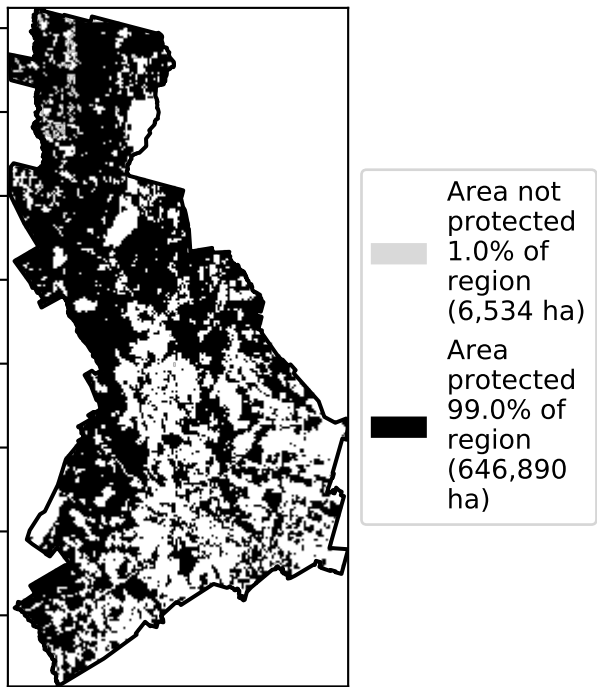 Area not
protected
1.0% of
region
(6,534 ha)
Area
protected
99.0% of
region
(646,890
ha)